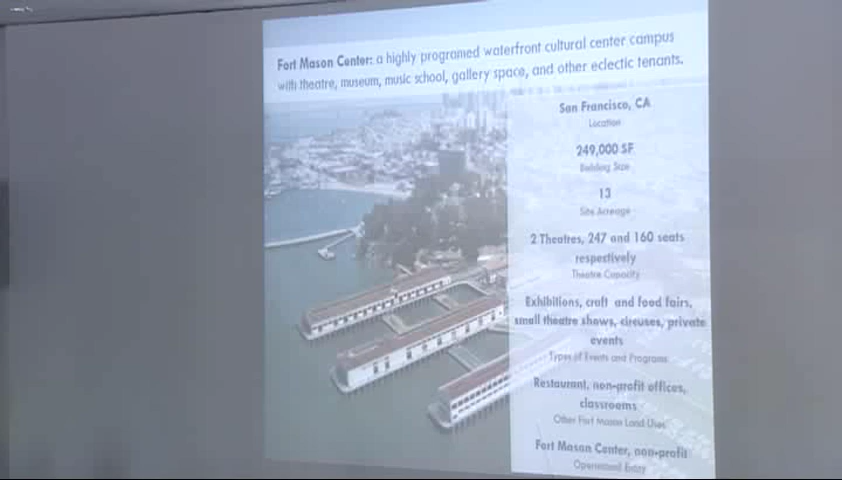 Fort Mason Center: a highly programed waterfront cultural center campus
with theatre, museum, music school, gallery space, and other eclectic tenants.
San Francisco, CA
Location
249,000 SF
Building Size
13
Site Acreage
2 Theatres, 247 and 160 seats
respectively
Theatre Capacity
Exhibitions, craft and food fairs,
small theatre shows, circuses, private
events
Types of Events and Programs
Restaurant, non-profit offices,
classrooms
Other Fort Mason Land Uses
Fort Mason Center, non-profit
Operational Entity